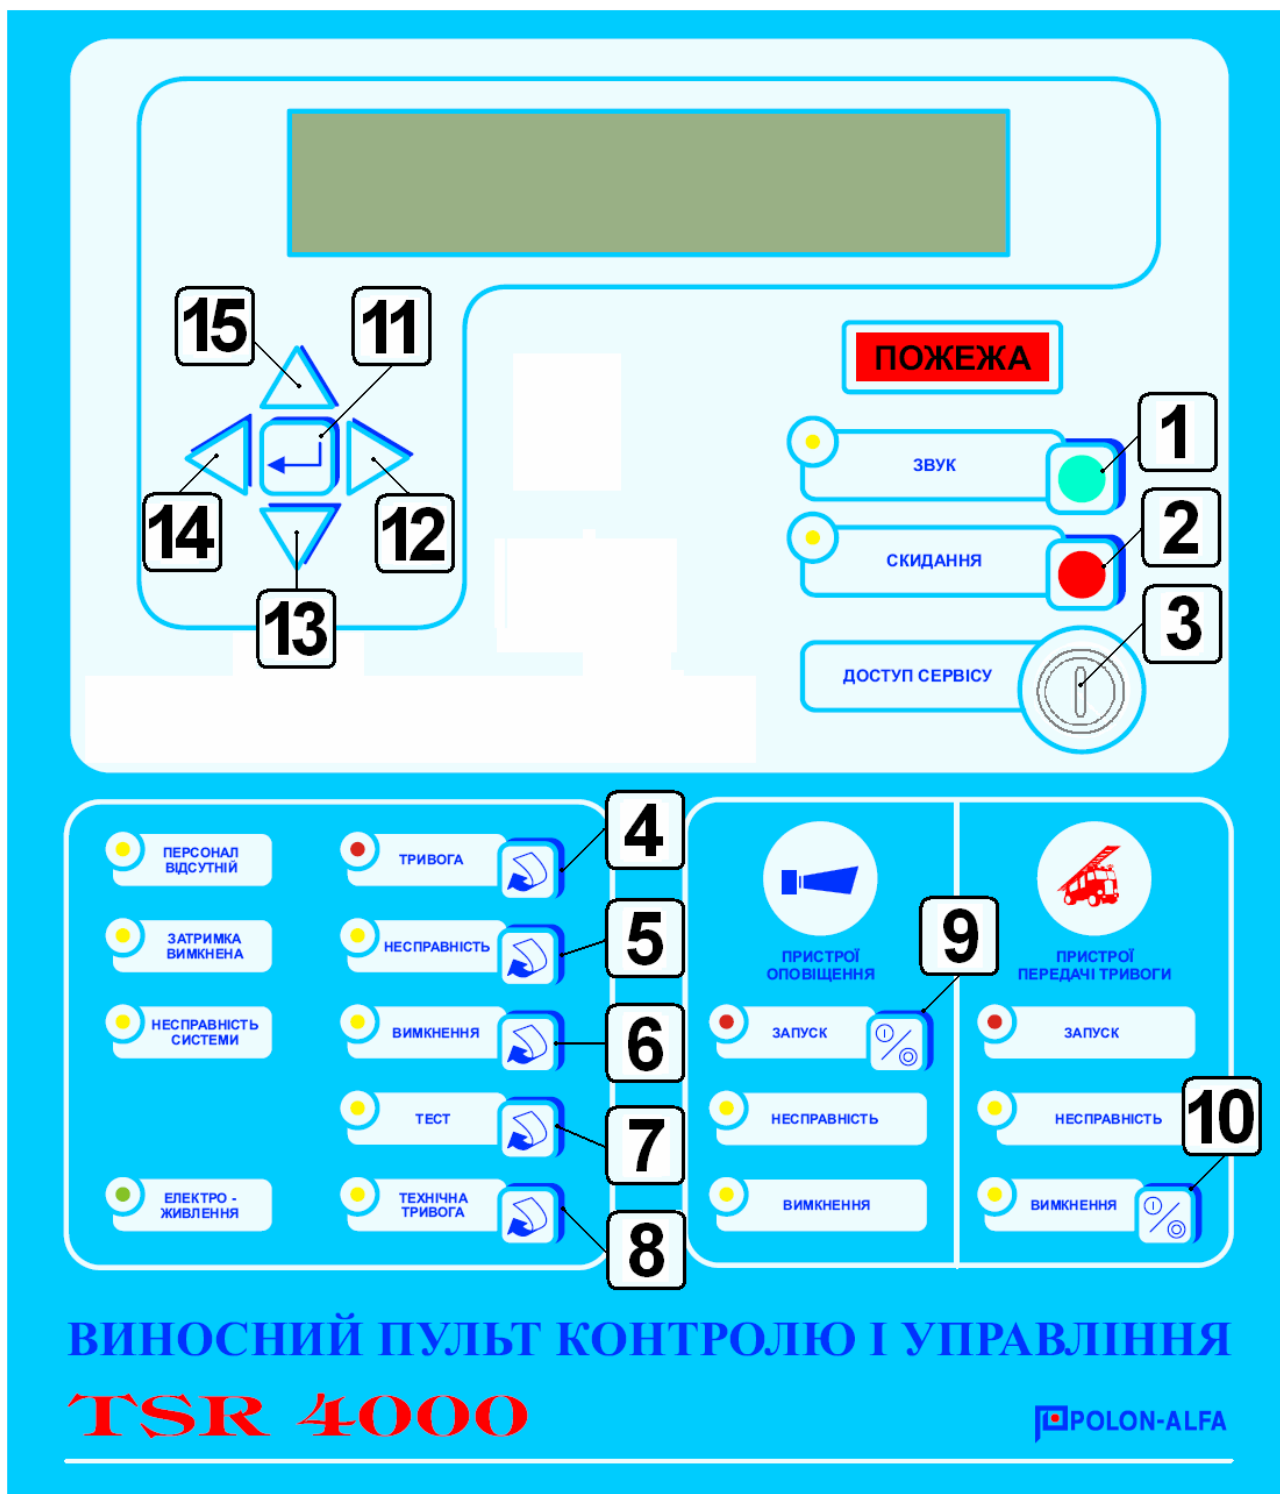 15
11
ПОЖЕЖА
1
ЗВУК
14
12
2
СКИДАННЯ
13
3
ДОСТУП СЕРВІСУ
4
ПЕРСОНАЛ
ВІДСУТНІЙ
ТРИВОГА
5
ЗАТРИМКА
ВИМКНЕНА
НЕСПРАВНІСТЬ
9
ПРИСТРОЇ
ОПОВІЩЕННЯ
ПРИСТРОЇ
ПЕРЕДАЧІ ТРИВОГИ
НЕСПРАВНІСТЬ
СИСТЕМИ
ВИМКНЕННЯ
6
ЗАПУСК
ЗАПУСК
ТЕСТ
7
НЕСПРАВНІСТЬ
НЕСПРАВНІСТЬ
10
ЕЛЕКТРО -
ЖИВЛЕННЯ
ТЕХНІЧНА
ТРИВОГА
8
ВИМКНЕННЯ
ВИМКНЕННЯ
ВИНОСНИЙ ПУЛЬТ КОНТРОЛЮ І УПРАВЛІННЯ
TSR 4000
POLON-ALFA